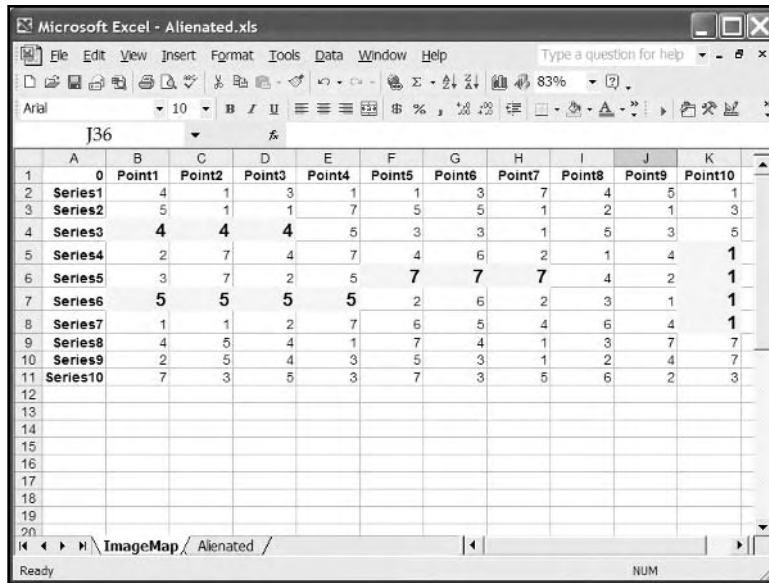 Microsoft Excel - Alienated.xls
File Edit View Insert Format Tools Data Window Help Type a question for help
83%
Arial 10 B I U $ % ,
J36 fx
A B C D E F G H I J K
1 0 Point1 Point2 Point3 Point4 Point5 Point6 Point7 Point8 Point9 Point10
2 Series1 4 1 3 1 1 3 7 4 5 1
3 Series2 5 1 1 7 5 5 1 2 1 3
4 Series3 4 4 4 5 3 3 1 5 3 5
5 Series4 2 7 4 7 4 6 2 1 4 1
6 Series5 3 7 2 5 7 7 7 4 2 1
7 Series6 5 5 5 5 2 6 2 3 1 1
8 Series7 1 1 2 7 6 5 4 6 4 1
9 Series8 4 5 4 1 7 4 1 3 7 7
10 Series9 2 5 4 3 5 3 1 2 4 7
11 Series10 7 3 5 3 7 3 5 6 2 3
12
13
14
15
16
17
18
19
20
ImageMap / Alienated /
Ready NUM